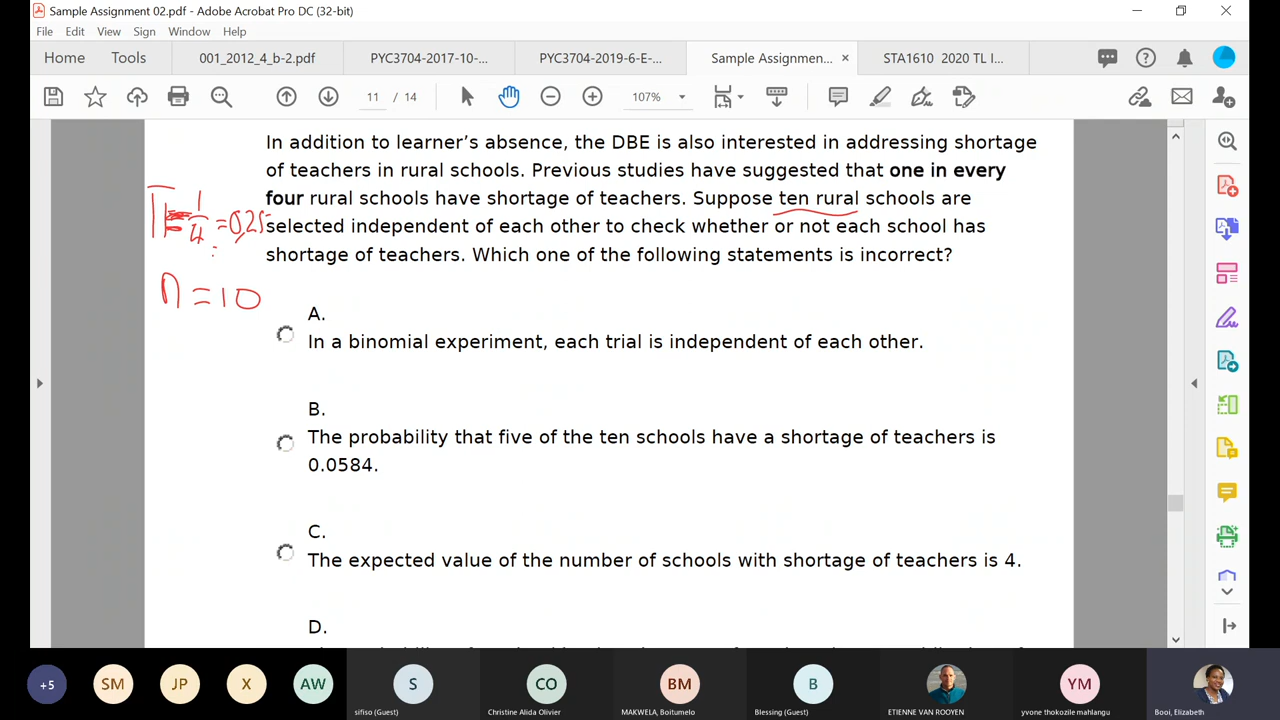 Sample Assignment 02.pdf - Adobe Acrobat Pro DC (32-bit)
File Edit View Sign Window Help
Home Tools 001_2012_4_b-2.pdf PYC3704-2017-10-... PYC3704-2019-6-E-... Sample Assignmen... × STA1610 2020 TL I...
11 / 14 107%
In addition to learner's absence, the DBE is also interested in addressing shortage
of teachers in rural schools. Previous studies have suggested that one in every
four rural schools have shortage of teachers. Suppose ten rural schools are
selected independent of each other to check whether or not each school has
shortage of teachers. Which one of the following statements is incorrect?
π = 1/4 = 0,25
n = 10
A.
In a binomial experiment, each trial is independent of each other.
B.
The probability that five of the ten schools have a shortage of teachers is
0.0584.
C.
The expected value of the number of schools with shortage of teachers is 4.
D.
+5 SM JP X AW S CO BM B YM
sifiso (Guest) Christine Alida Olivier MAKWELA, Boitumelo Blessing (Guest) ETIENNE VAN ROOYEN yvone thokozile mahlangu Booi, Elizabeth